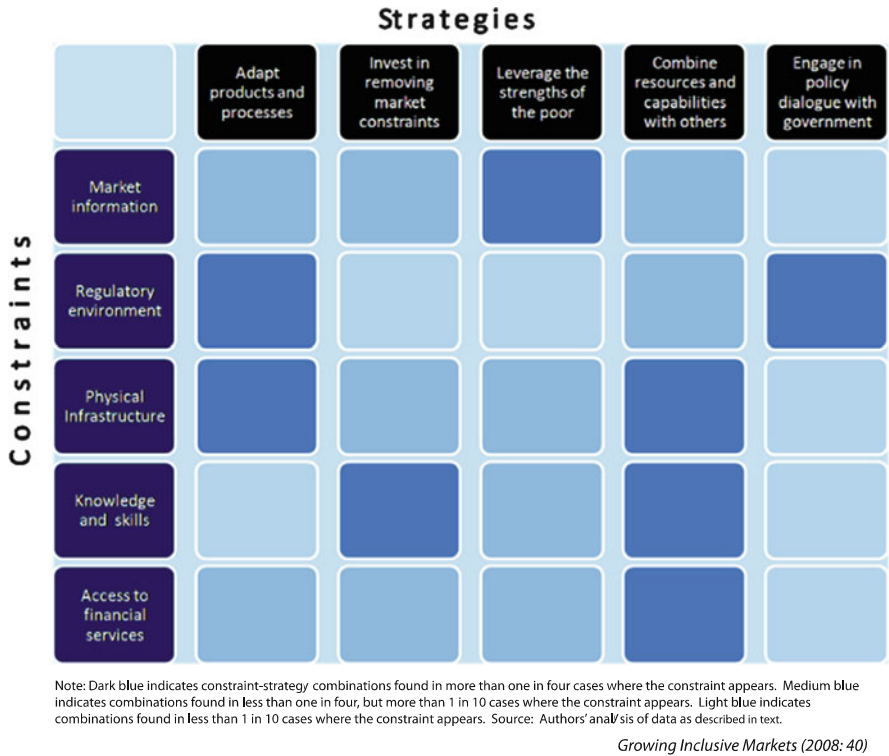 Strategies
Adapt
products and
processes
Invest in
removing
market
constraints
Leverage the
strengths of
the poor
Combine
resources and
capabilities
with others
Engage in
policy
dialogue with
government
Constraints
Market
information
Regulatory
environment
Physical
Infrastructure
Knowledge
and skills
Access to
financial
services
Note: Dark blue indicates constraint-strategy combinations found in more than one in four cases where the constraint appears. Medium blue
indicates combinations found in less than one in four, but more than 1 in 10 cases where the constraint appears. Light blue indicates
combinations found in less than 1 in 10 cases where the constraint appears. Source: Authors' anal/sis of data as described in text.
Growing Inclusive Markets (2008: 40)